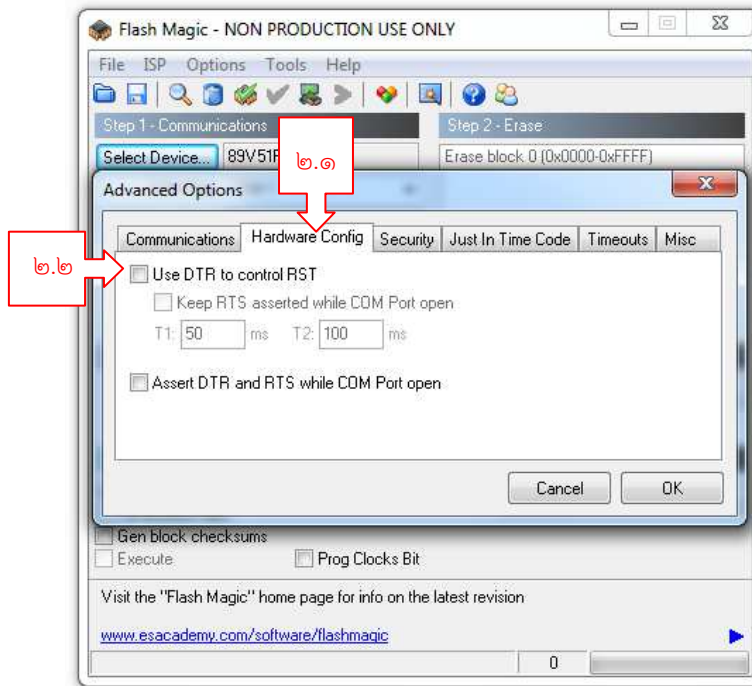 Flash Magic - NON PRODUCTION USE ONLY
File ISP Options Tools Help
Step 1 - Communications
Step 2 - Erase
Select Device...
Erase block 0 (0x0000-0xFFFF)
๒.๑
Advanced Options
Communications Hardware Config Security Just In Time Code Timeouts Misc
๒.๒
Use DTR to control RST
Keep RTS asserted while COM Port open
T1: 50 ms T2: 100 ms
Assert DTR and RTS while COM Port open
Cancel OK
Gen block checksums
Execute Prog Clocks Bit
Visit the "Flash Magic" home page for info on the latest revision
www.esacademy.com/software/flashmagic
0